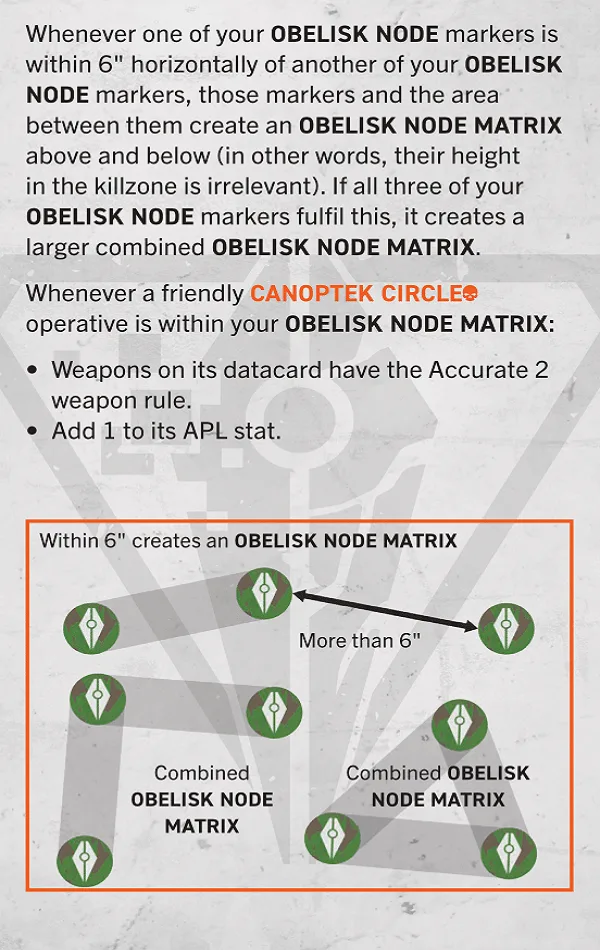 Whenever one of your OBELISK NODE markers is
within 6" horizontally of another of your OBELISK
NODE markers, those markers and the area
between them create an OBELISK NODE MATRIX
above and below (in other words, their height
in the killzone is irrelevant). If all three of your
OBELISK NODE markers fulfil this, it creates a
larger combined OBELISK NODE MATRIX.
Whenever a friendly CANOPTEK CIRCLE
operative is within your OBELISK NODE MATRIX:
• Weapons on its datacard have the Accurate 2
weapon rule.
• Add 1 to its APL stat.
Within 6" creates an OBELISK NODE MATRIX
More than 6"
Combined
OBELISK NODE
MATRIX
Combined OBELISK
NODE MATRIX